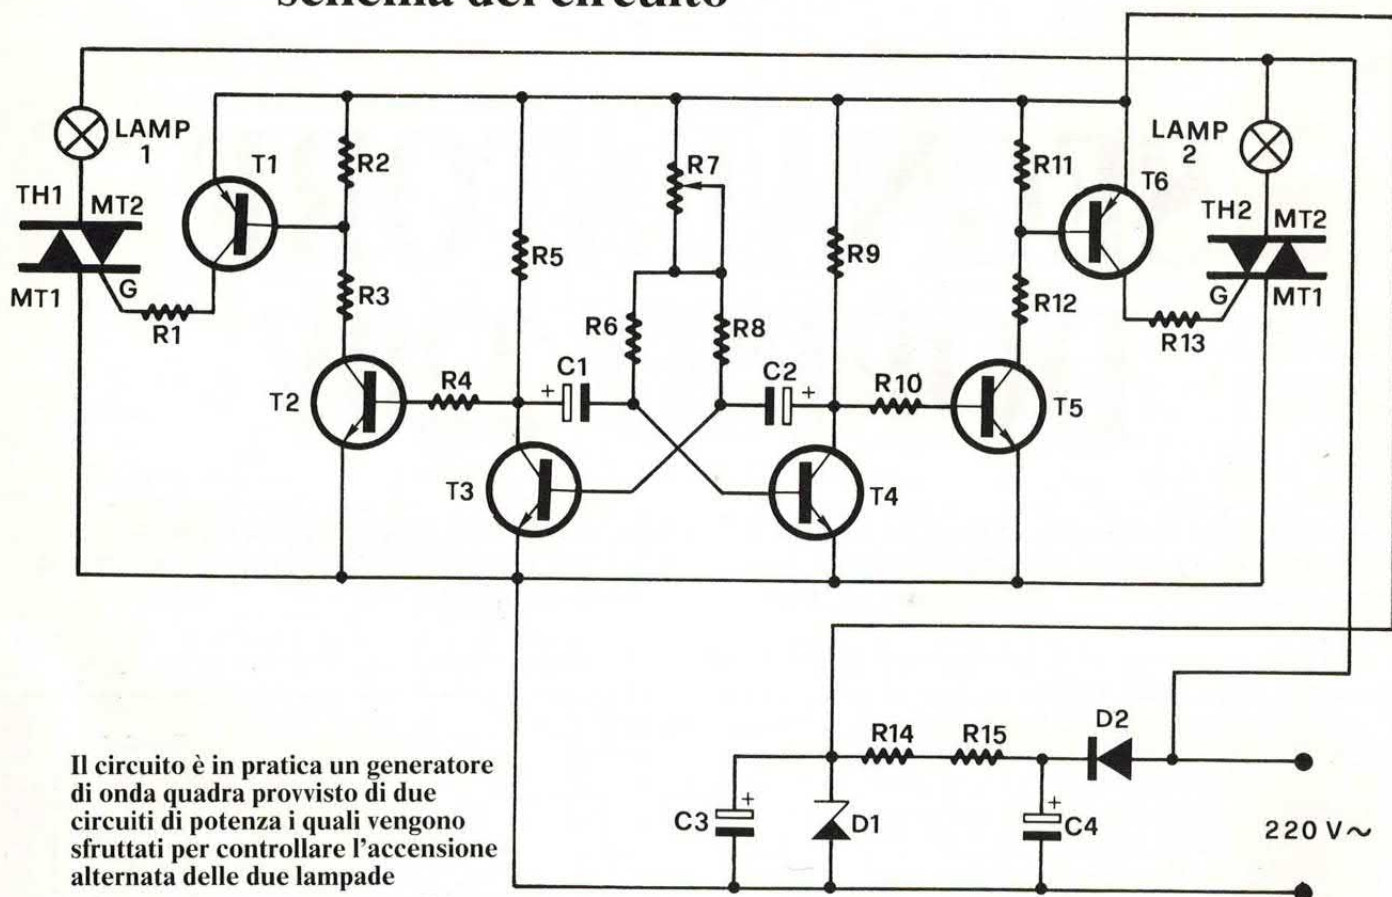 schema del circuito
LAMP
1
T1
R2
R7
R11
LAMP
2
T6
TH1
MT2
R5
R9
TH2
MT2
MT1
G
R1
R3
R6
R8
R12
G
MT1
R13
C1
+
C2
+
T2
R4
R10
T5
T3
T4
R14
R15
D2
C3
+
D1
+
C4
220 V~
Il circuito è in pratica un generatore
di onda quadra provvisto di due
circuiti di potenza i quali vengono
sfruttati per controllare l'accensione
alternata delle due lampade